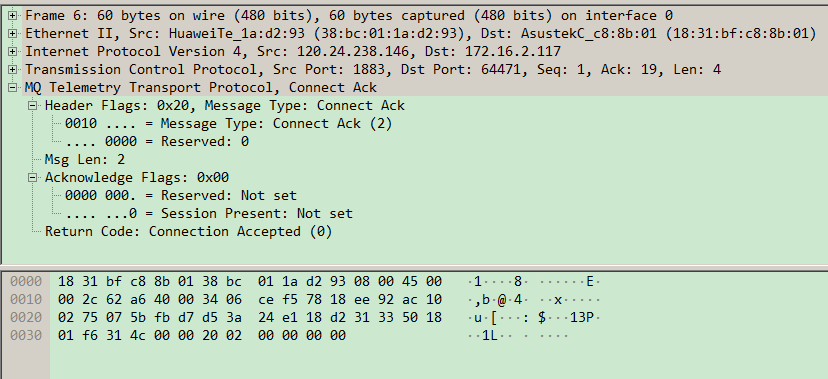 Frame 6: 60 bytes on wire (480 bits), 60 bytes captured (480 bits) on interface 0
Ethernet II, Src: HuaweiTe_1a:d2:93 (38:bc:01:1a:d2:93), Dst: AsustekC_c8:8b:01 (18:31:bf:c8:8b:01)
Internet Protocol Version 4, Src: 120.24.238.146, Dst: 172.16.2.117
Transmission Control Protocol, Src Port: 1883, Dst Port: 64471, Seq: 1, Ack: 19, Len: 4
MQ Telemetry Transport Protocol, Connect Ack
Header Flags: 0x20, Message Type: Connect Ack
0010 .... = Message Type: Connect Ack (2)
.... 0000 = Reserved: 0
Msg Len: 2
Acknowledge Flags: 0x00
0000 000. = Reserved: Not set
.... ...0 = Session Present: Not set
Return Code: Connection Accepted (0)
0000 18 31 bf c8 8b 01 38 bc 01 1a d2 93 08 00 45 00 ·1····8· ······E·
0010 00 2c 62 a6 40 00 34 06 ce f5 78 18 ee 92 ac 10 ·,b·@·4· ··x·····
0020 02 75 07 5b fb d7 d5 3a 24 e1 18 d2 31 33 50 18 ·u·[···: $···13P·
0030 01 f6 31 4c 00 00 20 02 00 00 00 00 ··1L·· · ····